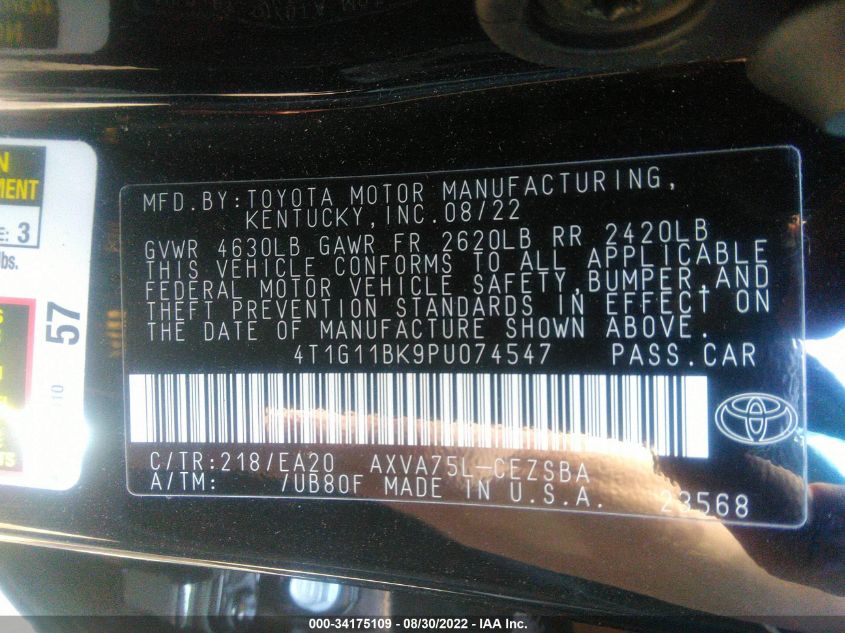 N
MENT
E: 3
lbs.
57
MFD.BY:TOYOTA MOTOR MANUFACTURING,
KENTUCKY,INC.08/22
GVWR 4630LB GAWR FR 2620LB RR 2420LB
THIS VEHICLE CONFORMS TO ALL APPLICABLE
FEDERAL MOTOR VEHICLE SAFETY,BUMPER,AND
THEFT PREVENTION STANDARDS IN EFFECT ON
THE DATE OF MANUFACTURE SHOWN ABOVE.
4T1G11BK9PU074547 PASS.CAR
C/TR:218/EA20 AXVA75L-CEZSBA
A/TM: /UB80F MADE IN U.S.A. 23568
000-34175109 - 08/30/2022 - IAA Inc.